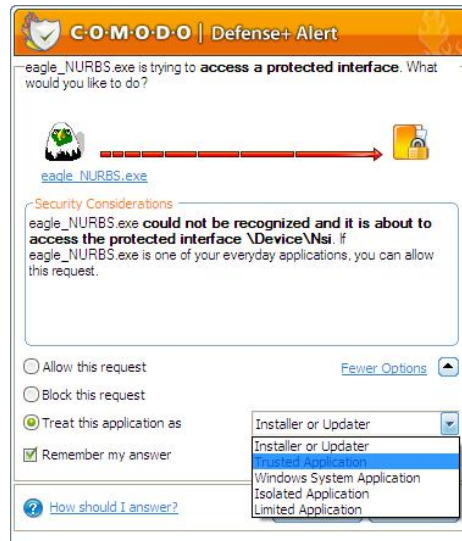 C·O·M·O·D·O | Defense+ Alert
eagle_NURBS.exe is trying to access a protected interface. What
would you like to do?
eagle_NURBS.exe
Security Considerations
eagle_NURBS.exe could not be recognized and it is about to
access the protected interface \Device\Nsi. If
eagle_NURBS.exe is one of your everyday applications, you can allow
this request.
Allow this request
Fewer Options
Block this request
Treat this application as
Installer or Updater
Remember my answer
Installer or Updater
Trusted Application
Windows System Application
Isolated Application
Limited Application
How should I answer?